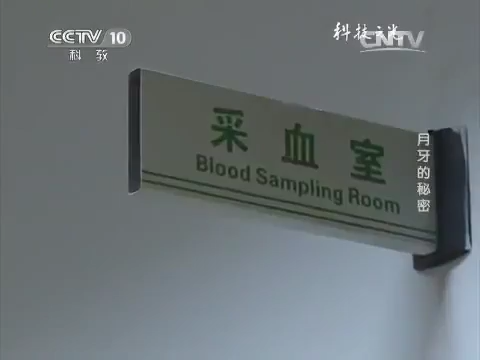 CCTV 10
科教
科技之光
CNTV
采血室
Blood Sampling Room
月牙的秘密